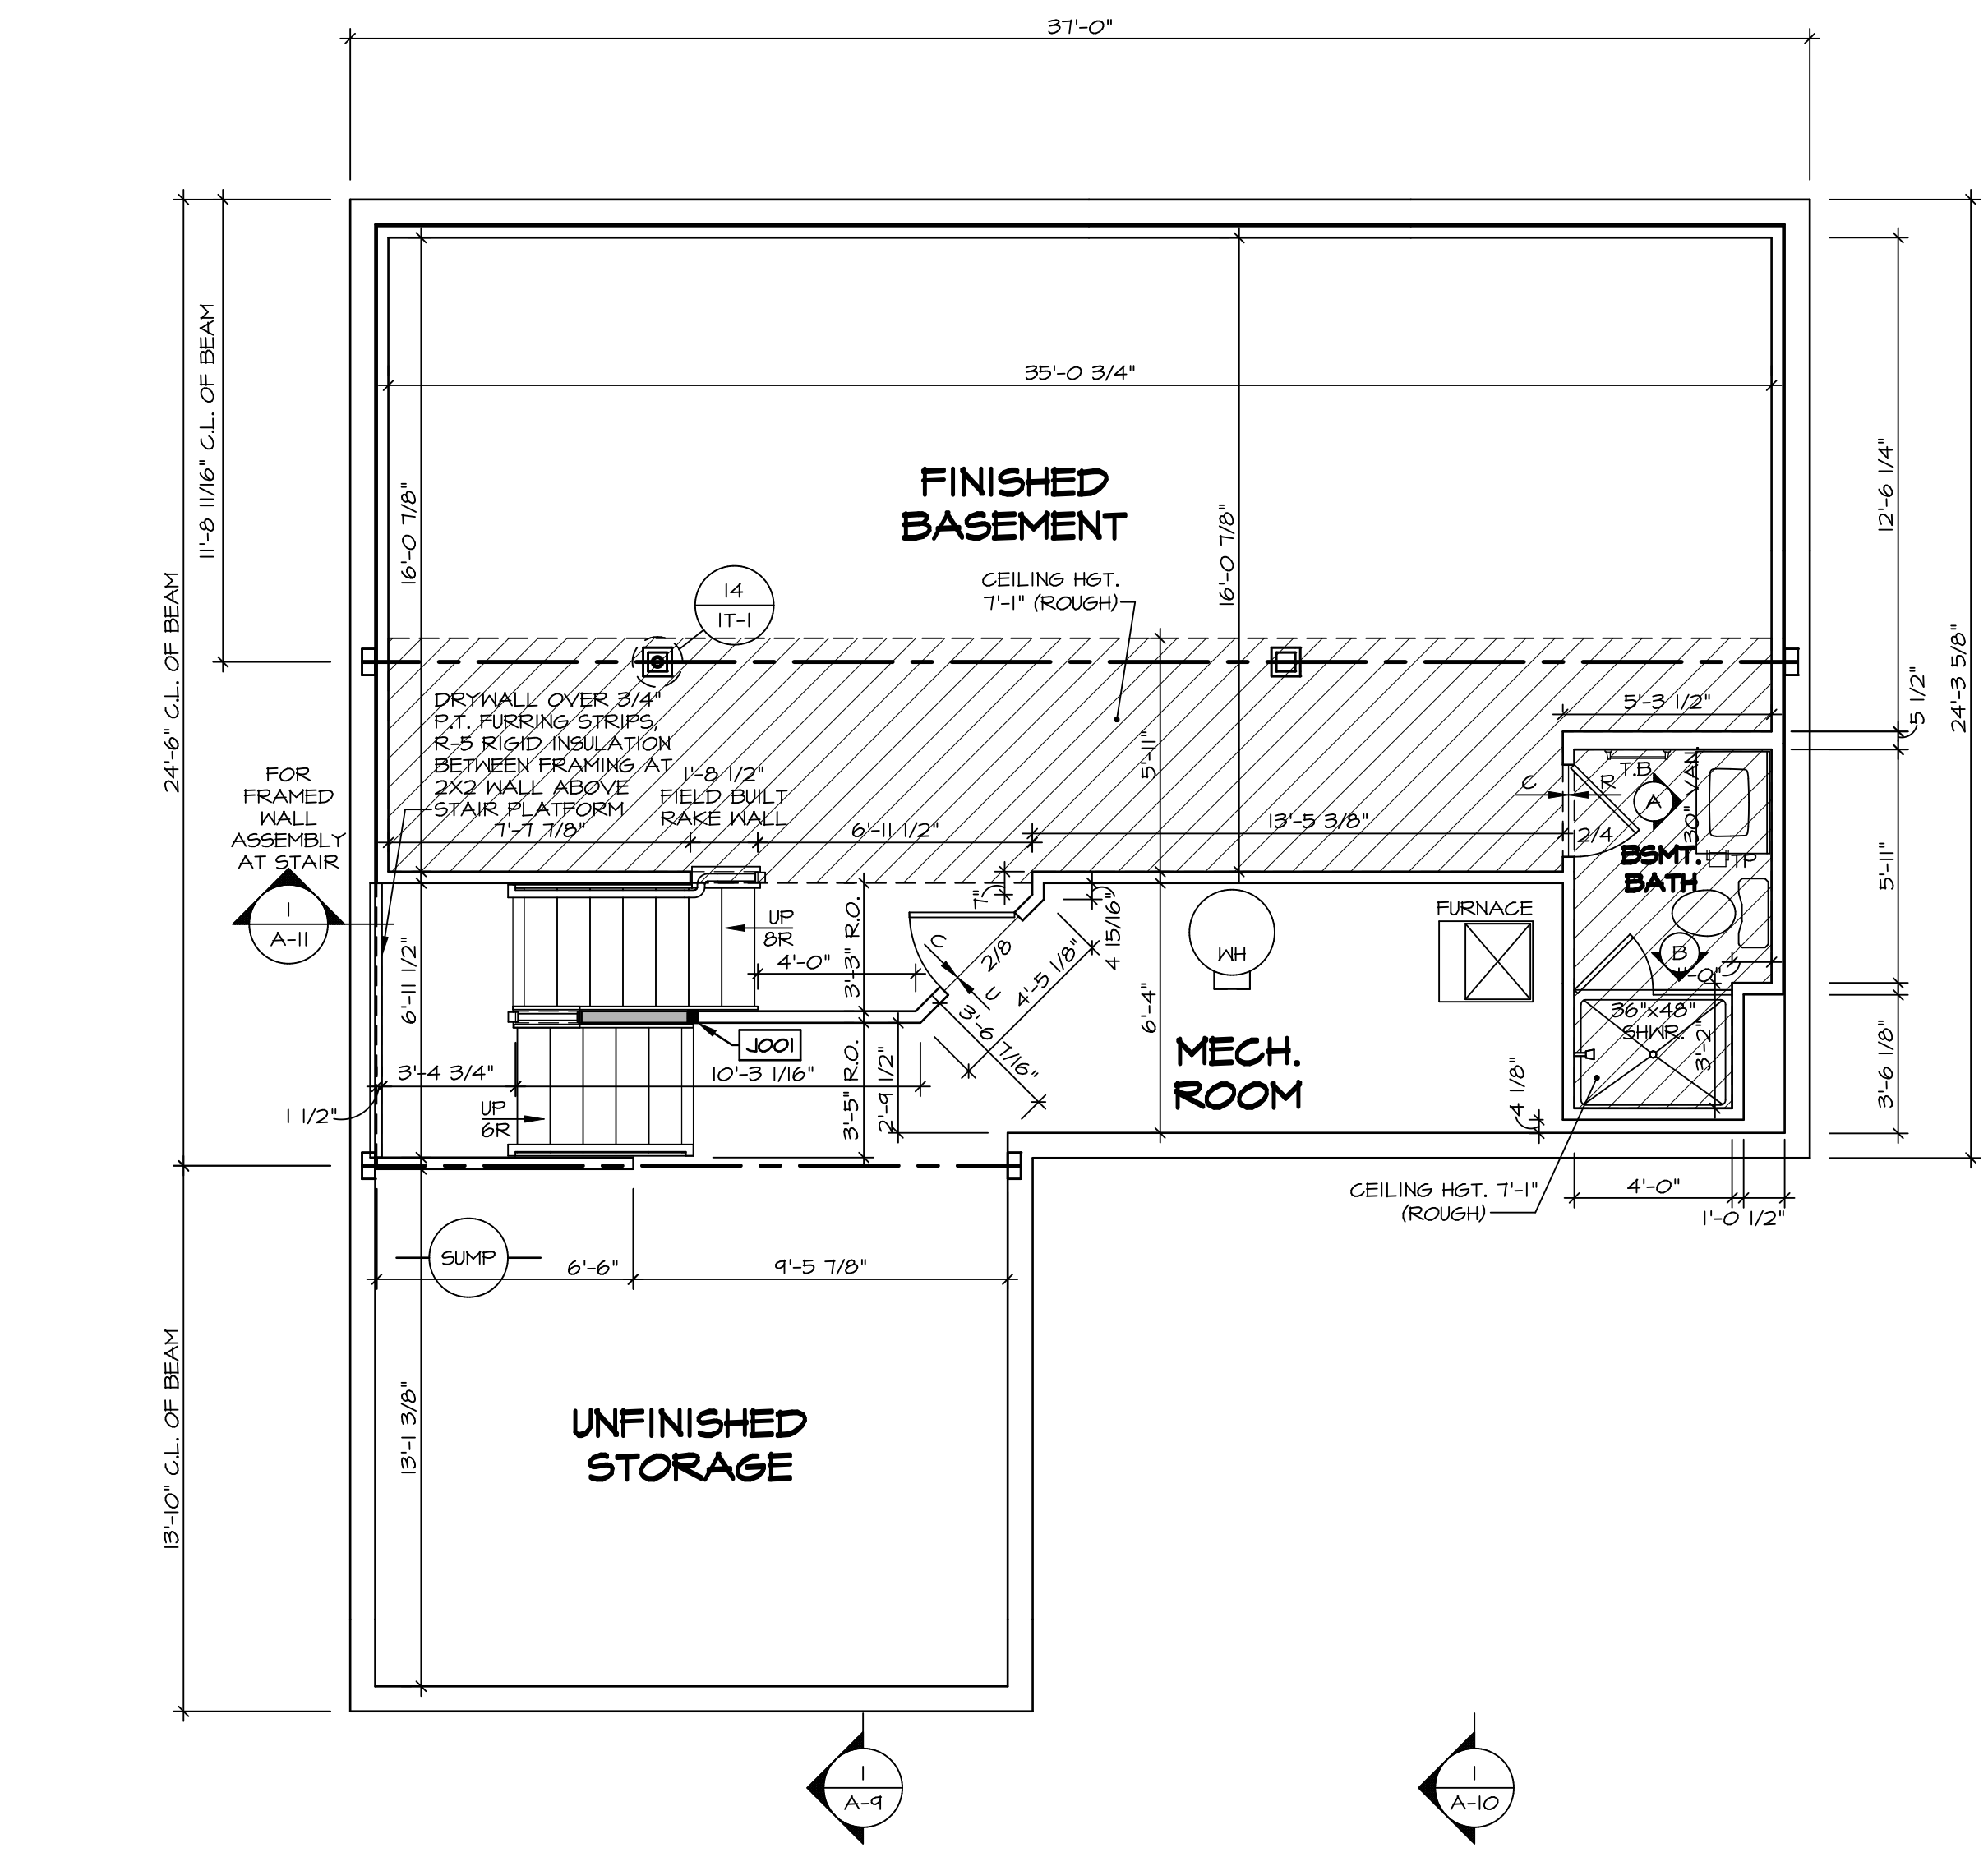 37'-0"
35'-0 3/4"
FINISHED
BASEMENT
CEILING HGT.
7'-1" (ROUGH)
16'-0 7/8"
16'-0 7/8"
11'-8 11/16" C.L. OF BEAM
24'-6" C.L. OF BEAM
13'-10" C.L. OF BEAM
12'-6 1/4"
24'-3 5/8"
5 1/2"
5'-11"
3'-6 1/8"
14
1T-1
DRYWALL OVER 3/4"
P.T. FURRING STRIPS,
R-5 RIGID INSULATION
BETWEEN FRAMING AT
2X2 WALL ABOVE
STAIR PLATFORM
FOR
FRAMED
WALL
ASSEMBLY
AT STAIR
1
A-11
1'-8 1/2"
FIELD BUILT
RAKE WALL
7'-7 7/8"
6'-11 1/2"
13'-5 3/8"
5'-11"
5'-3 1/2"
C
R
T.B
A
30" VAN.
2/4
BSMT.
BATH
TP
B
1'-0"
36"x48"
SHWR.
3'-2"
FURNACE
WH
UP
8R
4'-0"
3'-3" R.O.
7"
C
2/8
U
4 15/16"
4'-5 1/8"
3'-6 7/16"
6'-11 1/2"
6'-4"
MECH.
ROOM
J001
3'-4 3/4"
10'-3 1/16"
3'-5" R.O.
2'-9 1/2"
1 1/2"
UP
6R
4 1/8"
CEILING HGT. 7'-1"
(ROUGH)
4'-0"
1'-0 1/2"
SUMP
6'-6"
9'-5 7/8"
13'-1 3/8"
UNFINISHED
STORAGE
1
A-9
1
A-10